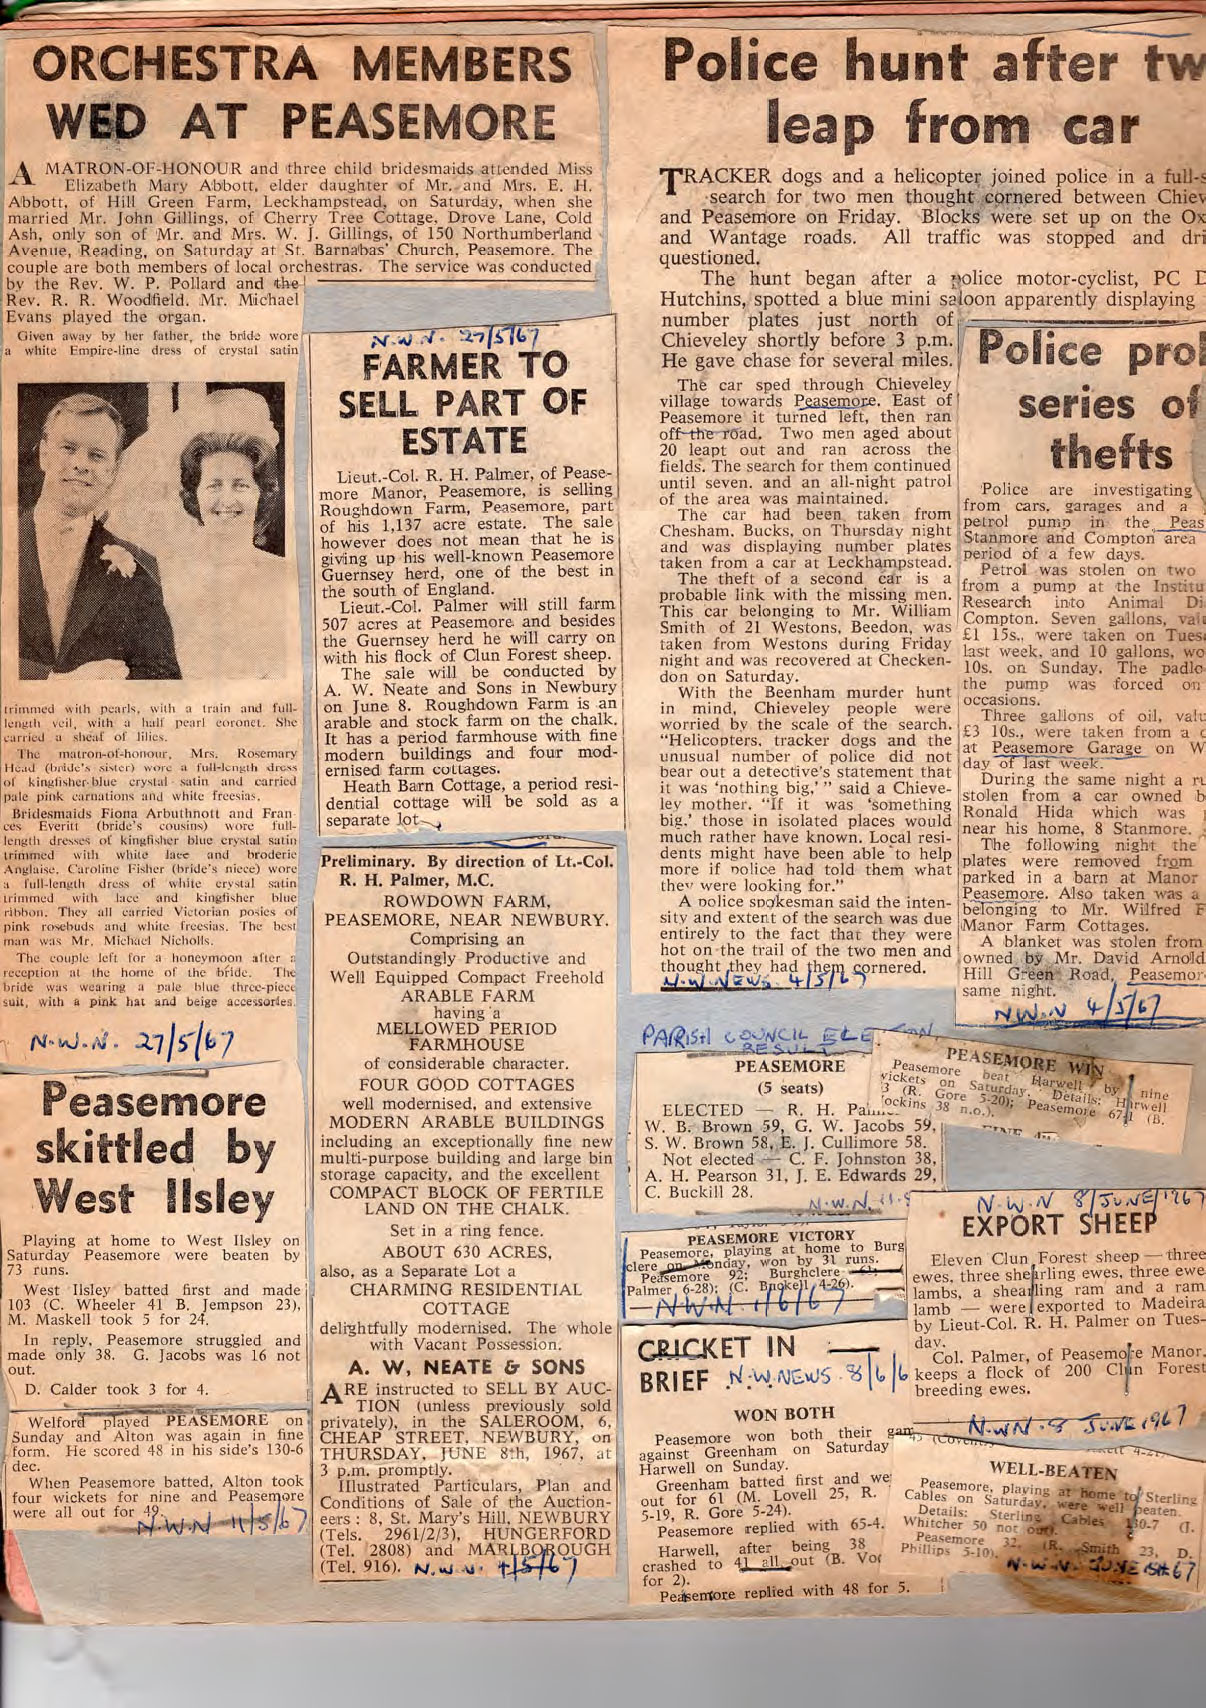 ORCHESTRA MEMBERS
WED AT PEASEMORE
A MATRON-OF-HONOUR and three child bridesmaids attended Miss
Elizabeth Mary Abbott, elder daughter of Mr. and Mrs. E. H.
Abbott, of Hill Green Farm, Leckhampstead, on Saturday, when she
married Mr. John Gillings, of Cherry Tree Cottage, Drove Lane, Cold
Ash, only son of Mr. and Mrs. W. J. Gillings, of 150 Northumberland
Avenue, Reading, on Saturday at St. Barnabas' Church, Peasemore. The
couple are both members of local orchestras. The service was conducted
by the Rev. W. P. Pollard and the
Rev. R. R. Woodfield. Mr. Michael
Evans played the organ.
Given away by her father, the bride wore
a white Empire-line dress of crystal satin
trimmed with pearls, with a train and full-
length veil, with a half pearl coronet. She
carried a sheaf of lilies.
The matron-of-honour, Mrs. Rosemary
Head (bride's sister) wore a full-length dress
of kingfisher-blue crystal satin and carried
pale pink carnations and white freesias.
Bridesmaids Fiona Arbuthnott and Fran-
ces Everitt (bride's cousins) wore full-
length dresses of kingfisher blue crystal satin
trimmed with white lace and broderie
Anglaise. Caroline Fisher (bride's niece) wore
a full-length dress of white crystal satin
trimmed with lace and kingfisher blue
ribbon. They all carried Victorian posies of
pink rosebuds and white freesias. The best
man was Mr. Michael Nicholls.
The couple left for a honeymoon after a
reception at the home of the bride. The
bride was wearing a pale blue three-piece
suit, with a pink hat and beige accessories.
N.W.N. 27/5/67
Peasemore
skittled by
West Ilsley
Playing at home to West Ilsley on
Saturday Peasemore were beaten by
73 runs.
West Ilsley batted first and made
103 (C. Wheeler 41 B. Jempson 23),
M. Maskell took 5 for 24.
In reply, Peasemore struggled and
made only 38. G. Jacobs was 16 not
out.
D. Calder took 3 for 4.
Welford played PEASEMORE on
Sunday and Alton was again in fine
form. He scored 48 in his side's 130-6
dec.
When Peasemore batted, Alton took
four wickets for nine and Peasemore
were all out for 49.
N.W.N 11/5/67
N.W.N. 27/5/67
FARMER TO
SELL PART OF
ESTATE
Lieut.-Col. R. H. Palmer, of Pease-
more Manor, Peasemore, is selling
Roughdown Farm, Peasemore, part
of his 1,137 acre estate. The sale
however does not mean that he is
giving up his well-known Peasemore
Guernsey herd, one of the best in
the south of England.
Lieut.-Col. Palmer will still farm
507 acres at Peasemore and besides
the Guernsey herd he will carry on
with his flock of Clun Forest sheep.
The sale will be conducted by
A. W. Neate and Sons in Newbury
on June 8. Roughdown Farm is an
arable and stock farm on the chalk.
It has a period farmhouse with fine
modern buildings and four mod-
ernised farm cottages.
Heath Barn Cottage, a period resi-
dential cottage will be sold as a
separate lot.
Preliminary. By direction of Lt.-Col.
R. H. Palmer, M.C.
ROWDOWN FARM,
PEASEMORE, NEAR NEWBURY.
Comprising an
Outstandingly Productive and
Well Equipped Compact Freehold
ARABLE FARM
having a
MELLOWED PERIOD
FARMHOUSE
of considerable character.
FOUR GOOD COTTAGES
well modernised, and extensive
MODERN ARABLE BUILDINGS
including an exceptionally fine new
multi-purpose building and large bin
storage capacity, and the excellent
COMPACT BLOCK OF FERTILE
LAND ON THE CHALK.
Set in a ring fence.
ABOUT 630 ACRES,
also, as a Separate Lot a
CHARMING RESIDENTIAL
COTTAGE
delightfully modernised. The whole
with Vacant Possession.
A. W. NEATE & SONS
ARE instructed to SELL BY AUC-
TION (unless previously sold
privately), in the SALEROOM, 6,
CHEAP STREET, NEWBURY, on
THURSDAY, JUNE 8th, 1967, at
3 p.m. promptly.
Illustrated Particulars, Plan and
Conditions of Sale of the Auction-
eers: 8, St. Mary's Hill, NEWBURY
(Tels. 2961/2/3), HUNGERFORD
(Tel. 2808) and MARLBOROUGH
(Tel. 916). N.W.N. 4/5/67
Police hunt after tw
leap from car
TRACKER dogs and a helicopter joined police in a full-s
search for two men thought cornered between Chiev
and Peasemore on Friday. Blocks were set up on the Ox
and Wantage roads. All traffic was stopped and dri
questioned.
The hunt began after a police motor-cyclist, PC D
Hutchins, spotted a blue mini saloon apparently displaying
number plates just north of
Chieveley shortly before 3 p.m.
He gave chase for several miles.
The car sped through Chieveley
village towards Peasemore. East of
Peasemore it turned left, then ran
off the road. Two men aged about
20 leapt out and ran across the
fields. The search for them continued
until seven, and an all-night patrol
of the area was maintained.
The car had been taken from
Chesham, Bucks, on Thursday night
and was displaying number plates
taken from a car at Leckhampstead.
The theft of a second car is a
probable link with the missing men.
This car belonging to Mr. William
Smith of 21 Westons, Beedon, was
taken from Westons during Friday
night and was recovered at Checken-
don on Saturday.
With the Beenham murder hunt
in mind, Chieveley people were
worried by the scale of the search.
"Helicopters, tracker dogs and the
unusual number of police did not
bear out a detective's statement that
it was 'nothing big,'" said a Chieve-
ley mother. "If it was 'something
big,' those in isolated places would
much rather have known. Local resi-
dents might have been able to help
more if police had told them what
they were looking for."
A police spokesman said the inten-
sity and extent of the search was due
entirely to the fact that they were
hot on the trail of the two men and
thought they had them cornered.
N.W.NEWS 4/5/67
Police prob
series of
thefts
Police are investigating
from cars, garages and a
petrol pump in the Peas
Stanmore and Compton area
period of a few days.
Petrol was stolen on two
from a pump at the Institu
Research into Animal Di
Compton. Seven gallons, valu
£1 15s., were taken on Tues
last week, and 10 gallons, wo
10s. on Sunday. The padlo
the pump was forced on
occasions.
Three gallons of oil, valu
£3 10s., were taken from a c
at Peasemore Garage on W
day of last week.
During the same night a ru
stolen from a car owned b
Ronald Hida which was
near his home, 8 Stanmore.
The following night the
plates were removed from
parked in a barn at Manor
Peasemore. Also taken was a
belonging to Mr. Wilfred F
Manor Farm Cottages.
A blanket was stolen from
owned by Mr. David Arnold
Hill Green Road, Peasemor
same night.
N.W.N 4/5/67
PARISH COUNCIL ELECTION
RESULT
PEASEMORE
(5 seats)
ELECTED — R. H. Palm
W. B. Brown 59, G. W. Jacobs 59,
S. W. Brown 58, E. J. Cullimore 58.
Not elected — C. F. Johnston 38,
A. H. Pearson 31, J. E. Edwards 29,
C. Buckill 28.
N.W.N. 11.5
PEASEMORE WIN
Peasemore beat Harwell by nine
vickets on Saturday. Details: Harwell
3 (R. Gore 5-20); Peasemore 67-1 (B.
ockins 38 n.o.).
PEASEMORE VICTORY
Peasemore, playing at home to Burg
clere on Monday, won by 31 runs.
Peasemore 92; Burghclere 61;
Palmer 6-28); (C. Bucknell 4-26).
N.W.N. 1/6/67
CRICKET IN
BRIEF N.W.NEWS 8/6/6
WON BOTH
Peasemore won both their gam
against Greenham on Saturday
Harwell on Sunday.
Greenham batted first and we
out for 61 (M. Lovell 25, R.
5-19, R. Gore 5-24).
Peasemore replied with 65-4.
Harwell, after being 38
crashed to 41 all out (B. Voc
for 2).
Peasemore replied with 48 for 5.
N.W.N 8/JUNE/1967
EXPORT SHEEP
Eleven Clun Forest sheep — three
ewes, three shearling ewes, three ewe
lambs, a shearling ram and a ram
lamb — were exported to Madeira
by Lieut-Col. R. H. Palmer on Tues-
day.
Col. Palmer, of Peasemore Manor,
keeps a flock of 200 Clun Forest
breeding ewes.
N.W.N. 8 JUNE 1967
WELL-BEATEN
Peasemore, playing at home to Sterling
Cables on Saturday, were well beaten.
Details: Sterling Cables 130-7 (J.
Whitcher 50 not out).
Peasemore 32, (R. Smith 23, D.
Phillips 5-10).
N.W.N. JUNE 15th 67